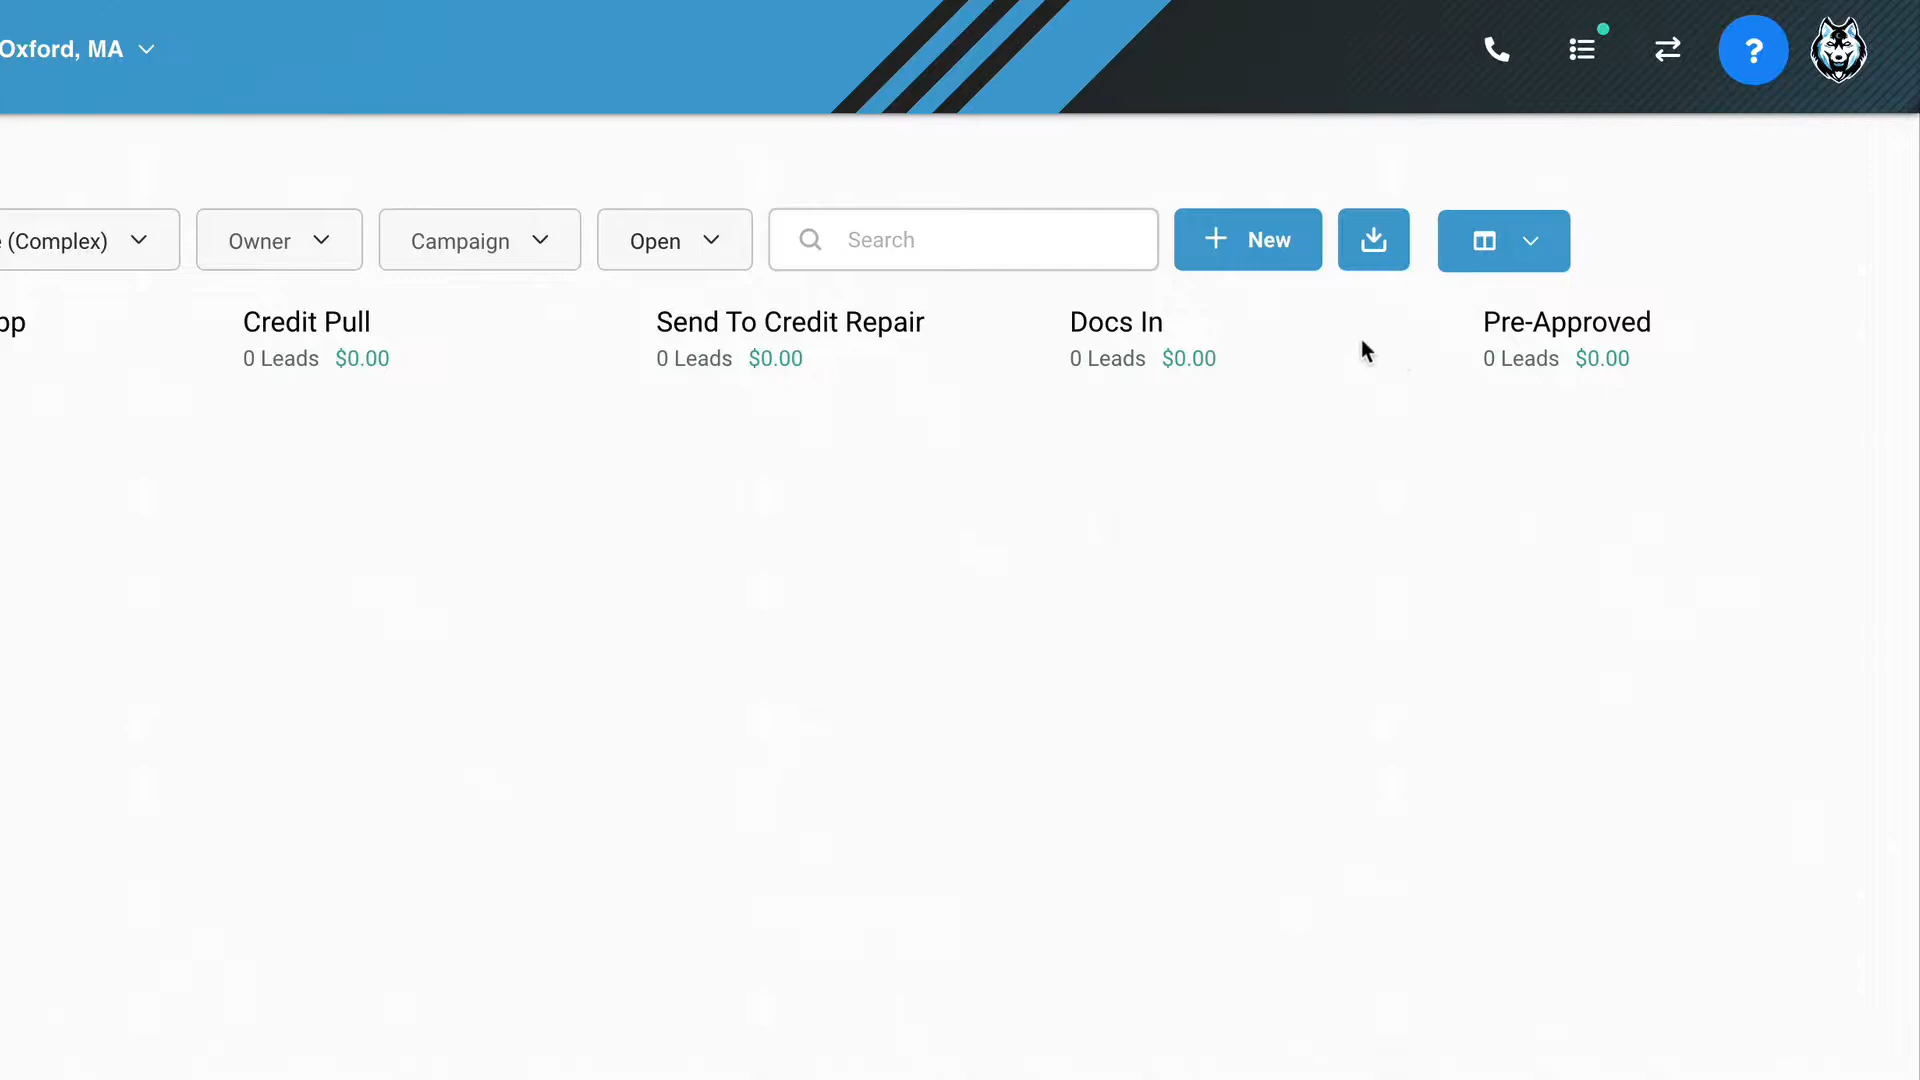 Oxford, MA
?
(Complex)
Owner
Campaign
Open
Search
+ New
pp
Credit Pull
0 Leads $0.00
Send To Credit Repair
0 Leads $0.00
Docs In
0 Leads $0.00
Pre-Approved
0 Leads $0.00